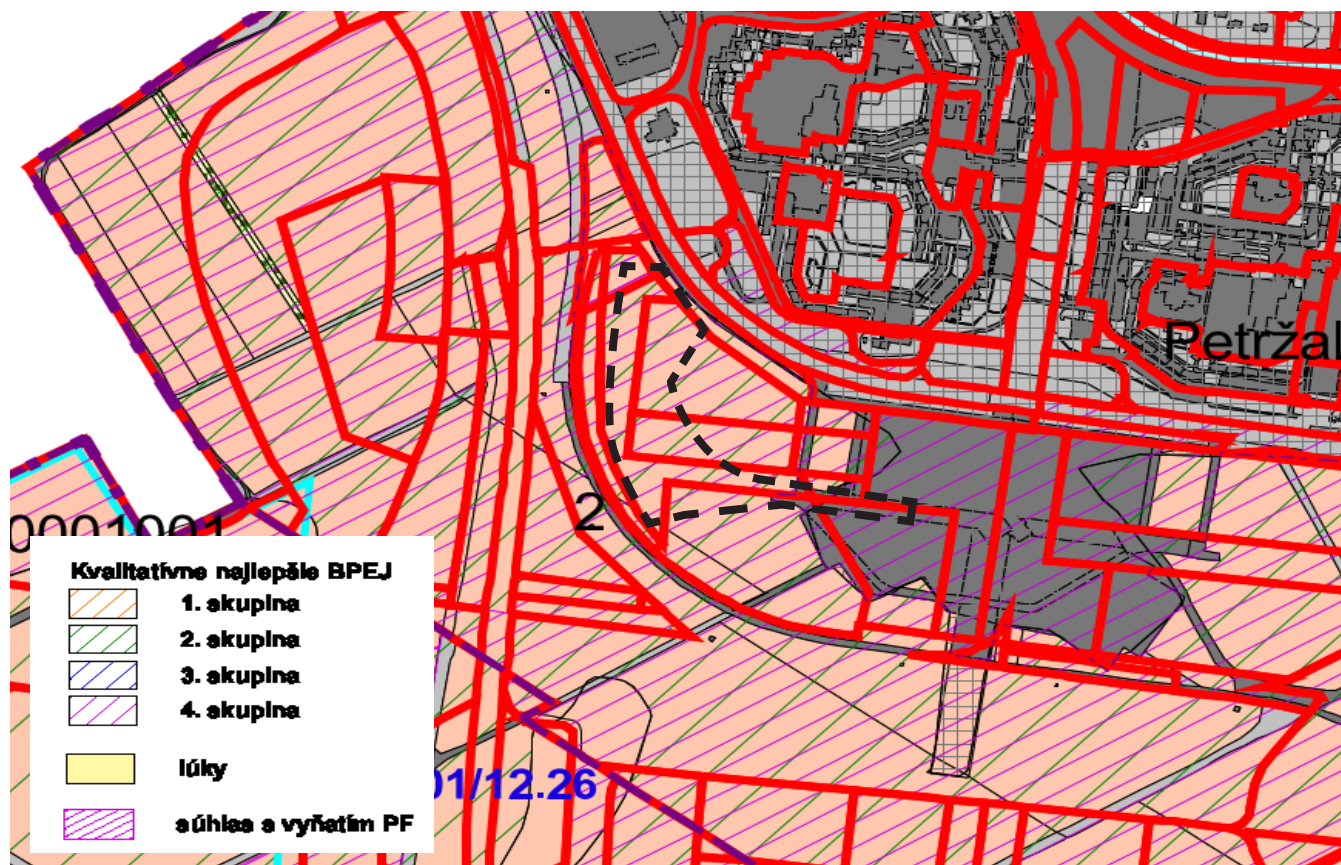 Petržal
2
0001001
Kvalitatívne najlepšie BPEJ
1. skupina
2. skupina
3. skupina
4. skupina
lúky
súhlas s vyňatím PF
01/12.26